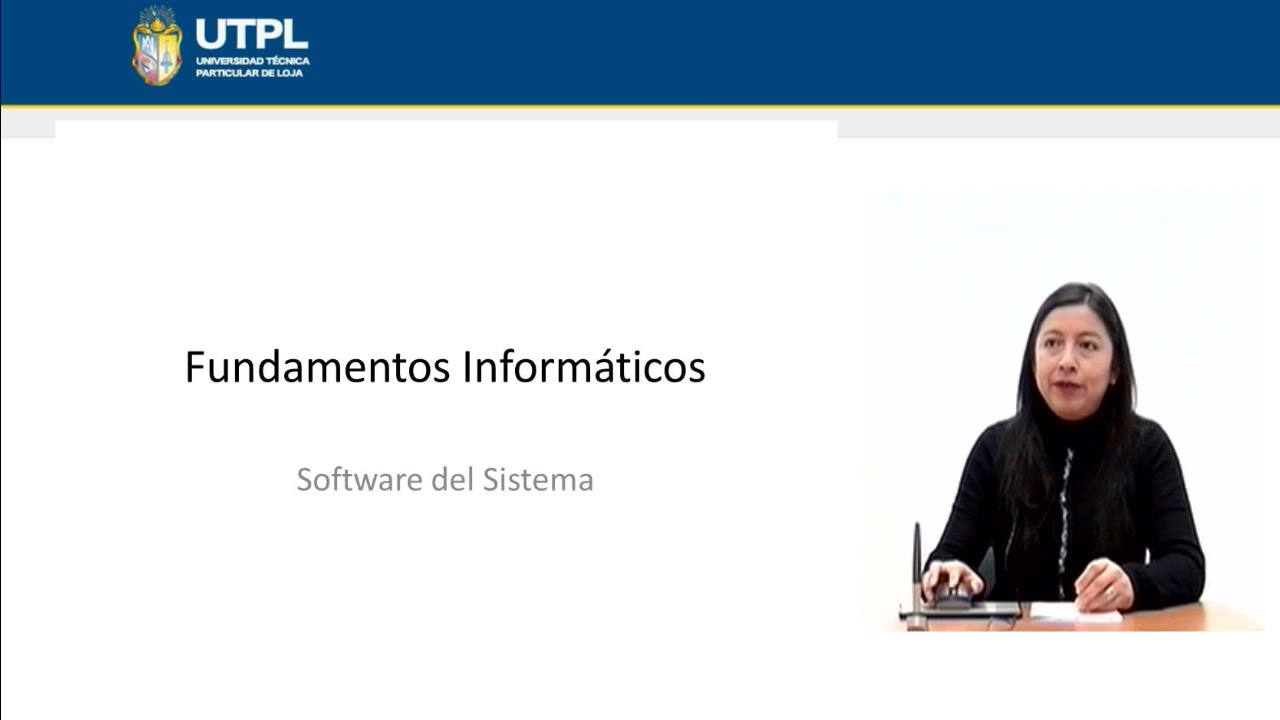 UTPL
UNIVERSIDAD TÉCNICA
PARTICULAR DE LOJA
Fundamentos Informáticos
Software del Sistema